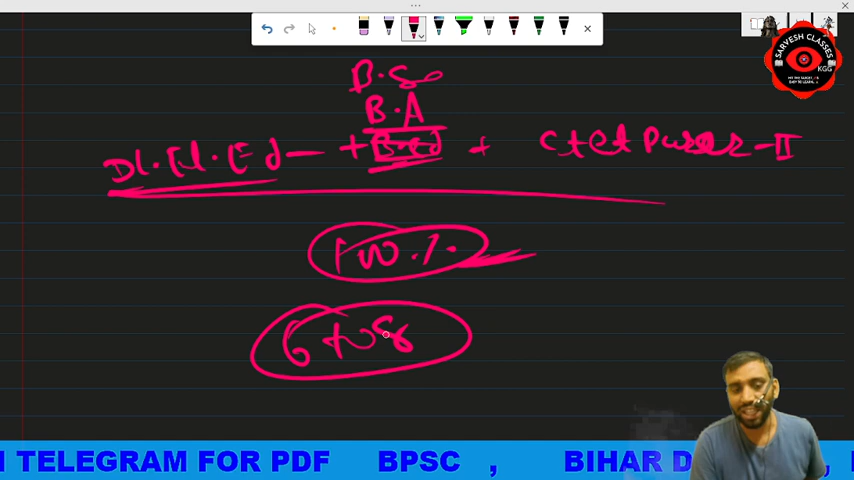 SARVESH CLASSES
KGG
B.Sc
B.A
Dl.El.Ed - + B.ed + Ctet Paper - II
100.%.
6 to 8
N TELEGRAM FOR PDF BPSC , BIHAR D